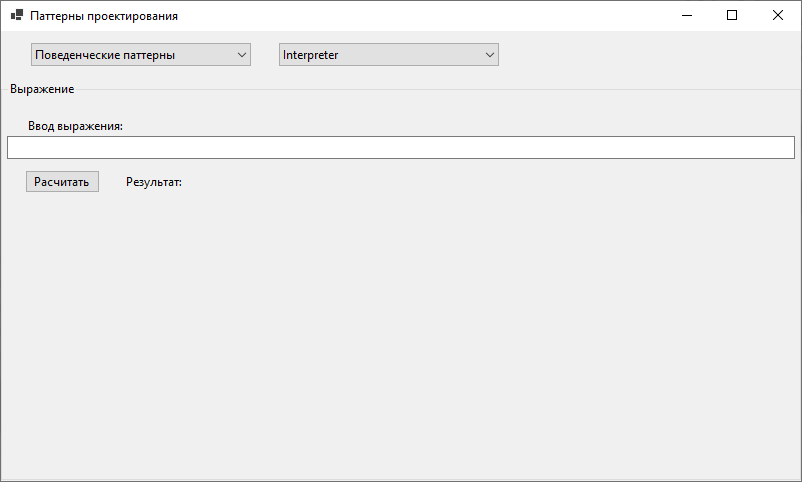 Паттерны проектирования
Поведенческие паттерны Interpreter
Выражение
Ввод выражения:
Расчитать Результат: